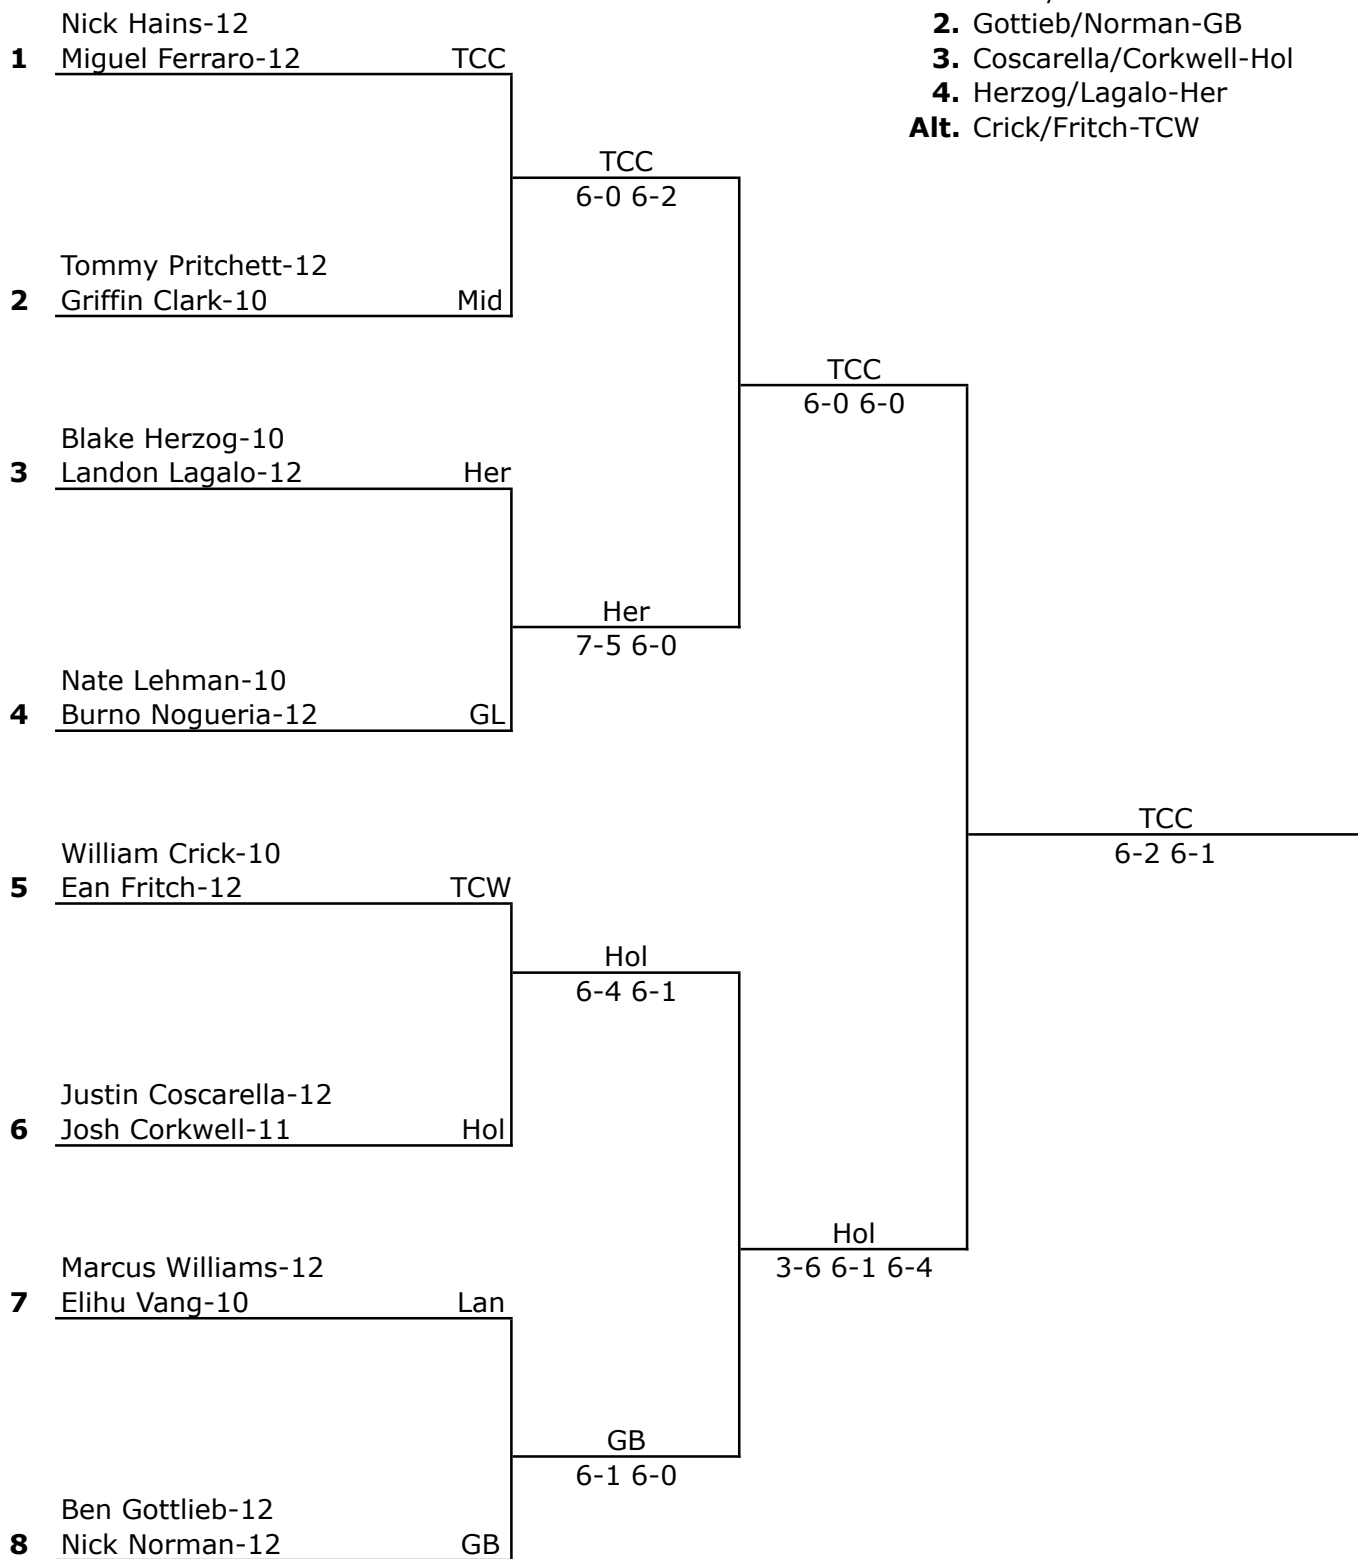 Nick Hains-12
1 Miguel Ferraro-12 TCC
2. Gottieb/Norman-GB
3. Coscarella/Corkwell-Hol
4. Herzog/Lagalo-Her
Alt. Crick/Fritch-TCW
TCC
6-0 6-2
Tommy Pritchett-12
2 Griffin Clark-10 Mid
TCC
6-0 6-0
Blake Herzog-10
3 Landon Lagalo-12 Her
Her
7-5 6-0
Nate Lehman-10
4 Burno Nogueria-12 GL
TCC
6-2 6-1
William Crick-10
5 Ean Fritch-12 TCW
Hol
6-4 6-1
Justin Coscarella-12
6 Josh Corkwell-11 Hol
Hol
3-6 6-1 6-4
Marcus Williams-12
7 Elihu Vang-10 Lan
GB
6-1 6-0
Ben Gottlieb-12
8 Nick Norman-12 GB